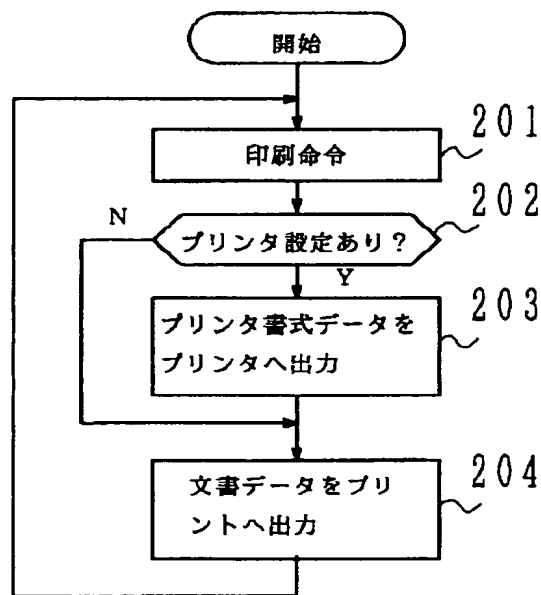 開始
印刷命令
201
プリンタ設定あり？
202
N
Y
プリンタ書式データを
プリンタへ出力
203
文書データをプリ
ントへ出力
204